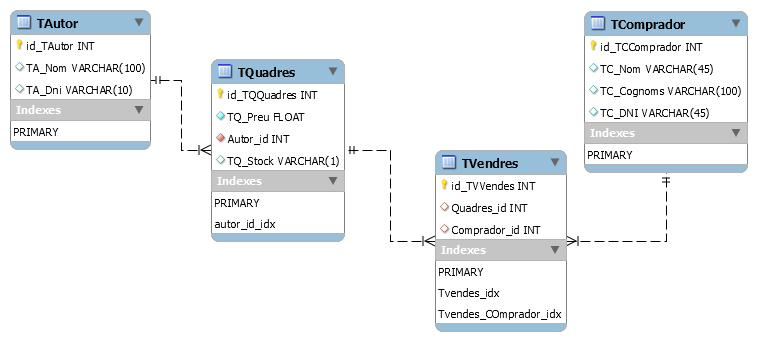 TAutor
id_TAutor INT
TA_Nom VARCHAR(100)
TA_Dni VARCHAR(10)
Indexes
PRIMARY
TQuadres
id_TQQuadres INT
TQ_Preu FLOAT
Autor_id INT
TQ_Stock VARCHAR(1)
Indexes
PRIMARY
autor_id_idx
TVendres
id_TVVendes INT
Quadres_id INT
Comprador_id INT
Indexes
PRIMARY
Tvendes_idx
Tvendes_COmprador_idx
TComprador
id_TCComprador INT
TC_Nom VARCHAR(45)
TC_Cognoms VARCHAR(100)
TC_DNI VARCHAR(45)
Indexes
PRIMARY